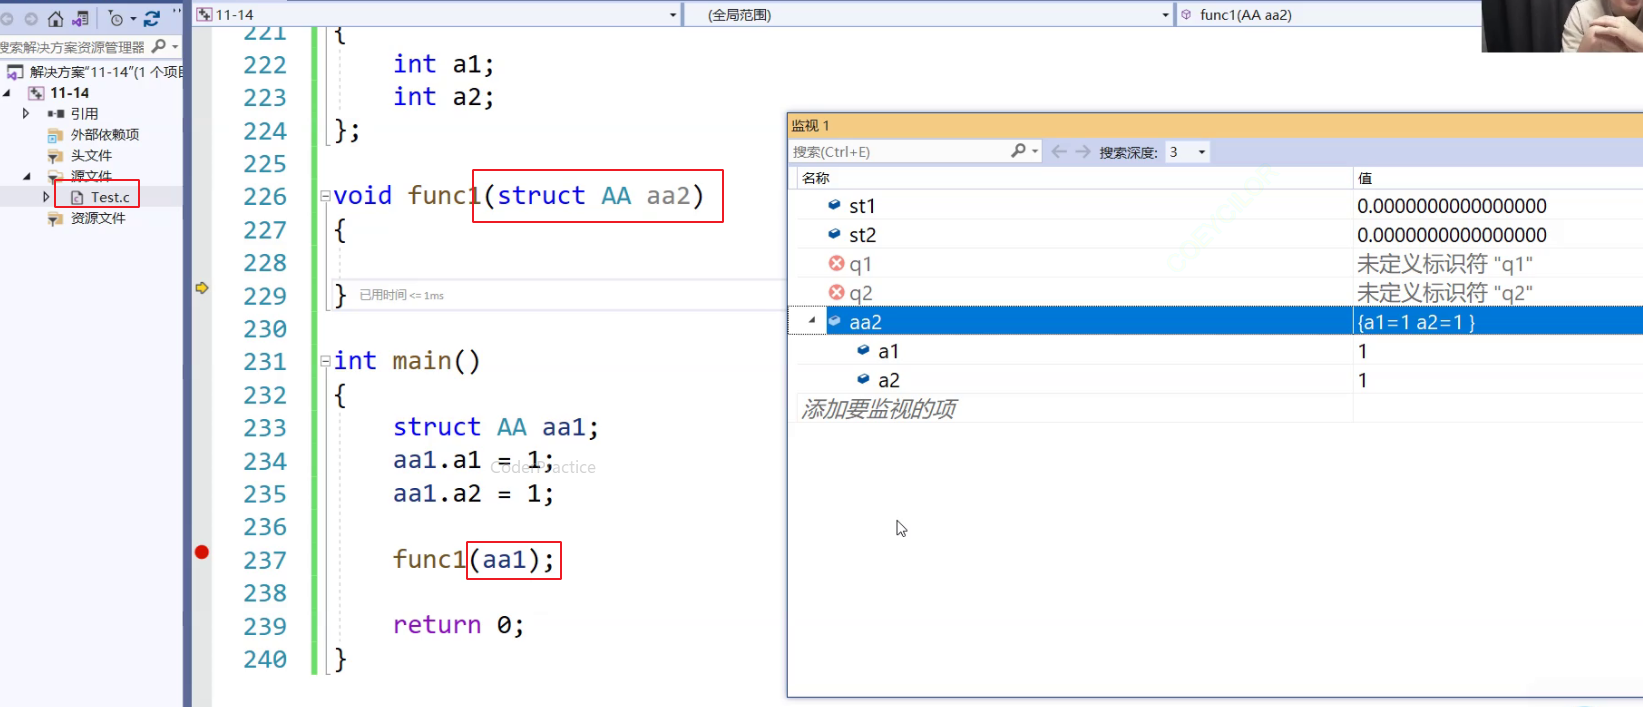 11-14
(全局范围)
func1(AA aa2)
搜索解决方案资源管理器
解决方案"11-14"(1 个项目
11-14
引用
外部依赖项
头文件
源文件
Test.c
资源文件
221 {
222 int a1;
223 int a2;
224 };
225
226 void func1(struct AA aa2)
227 {
228
229 } 已用时间 <= 1ms
230
231 int main()
232 {
233 struct AA aa1;
234 aa1.a1 = 1;
235 aa1.a2 = 1;
236
237 func1(aa1);
238
239 return 0;
240 }
CoderPractice
监视 1
搜索(Ctrl+E) 搜索深度: 3
名称 值
st1 0.0000000000000000
st2 0.0000000000000000
q1 未定义标识符 "q1"
q2 未定义标识符 "q2"
aa2 {a1=1 a2=1 }
a1 1
a2 1
添加要监视的项